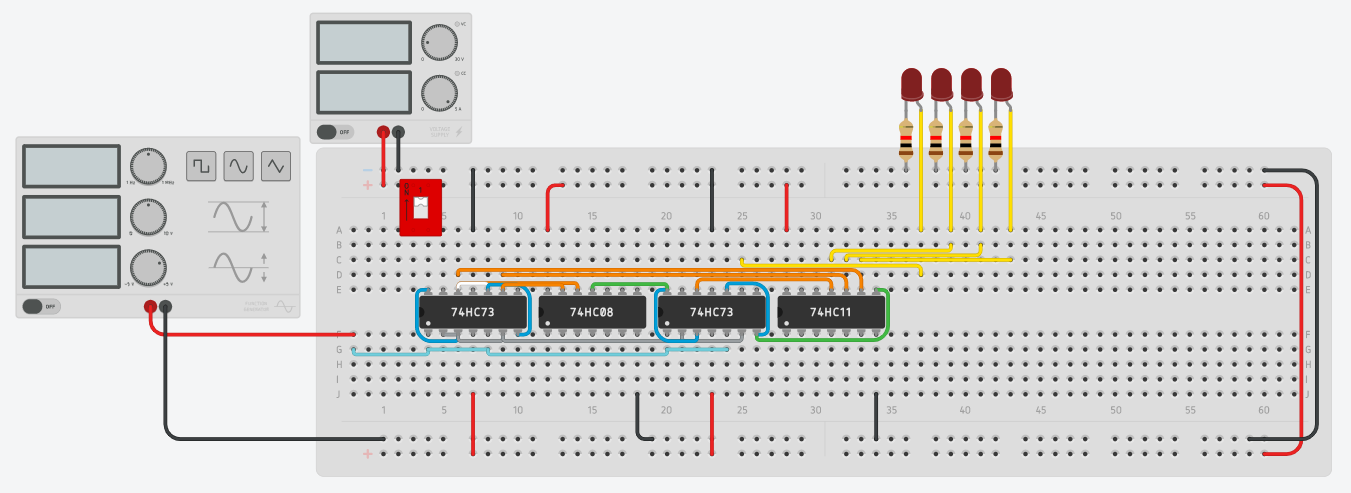 VC
0
30 V
CC
0
5 A
OFF
VOLTAGE
SUPPLY
1 Hz
1 MHz
0
10 V
-5 V
+5 V
OFF
FUNCTION
GENERATOR
− −
+
1 5 10 15 20 25 30 35 40 45 50 55 60
A A
B B
C C
D D
E E
74HC73 74HC08 74HC73 74HC11
F F
G G
H H
I I
J J
1 5 10 15 20 25 30 35 40 45 50 55 60
+